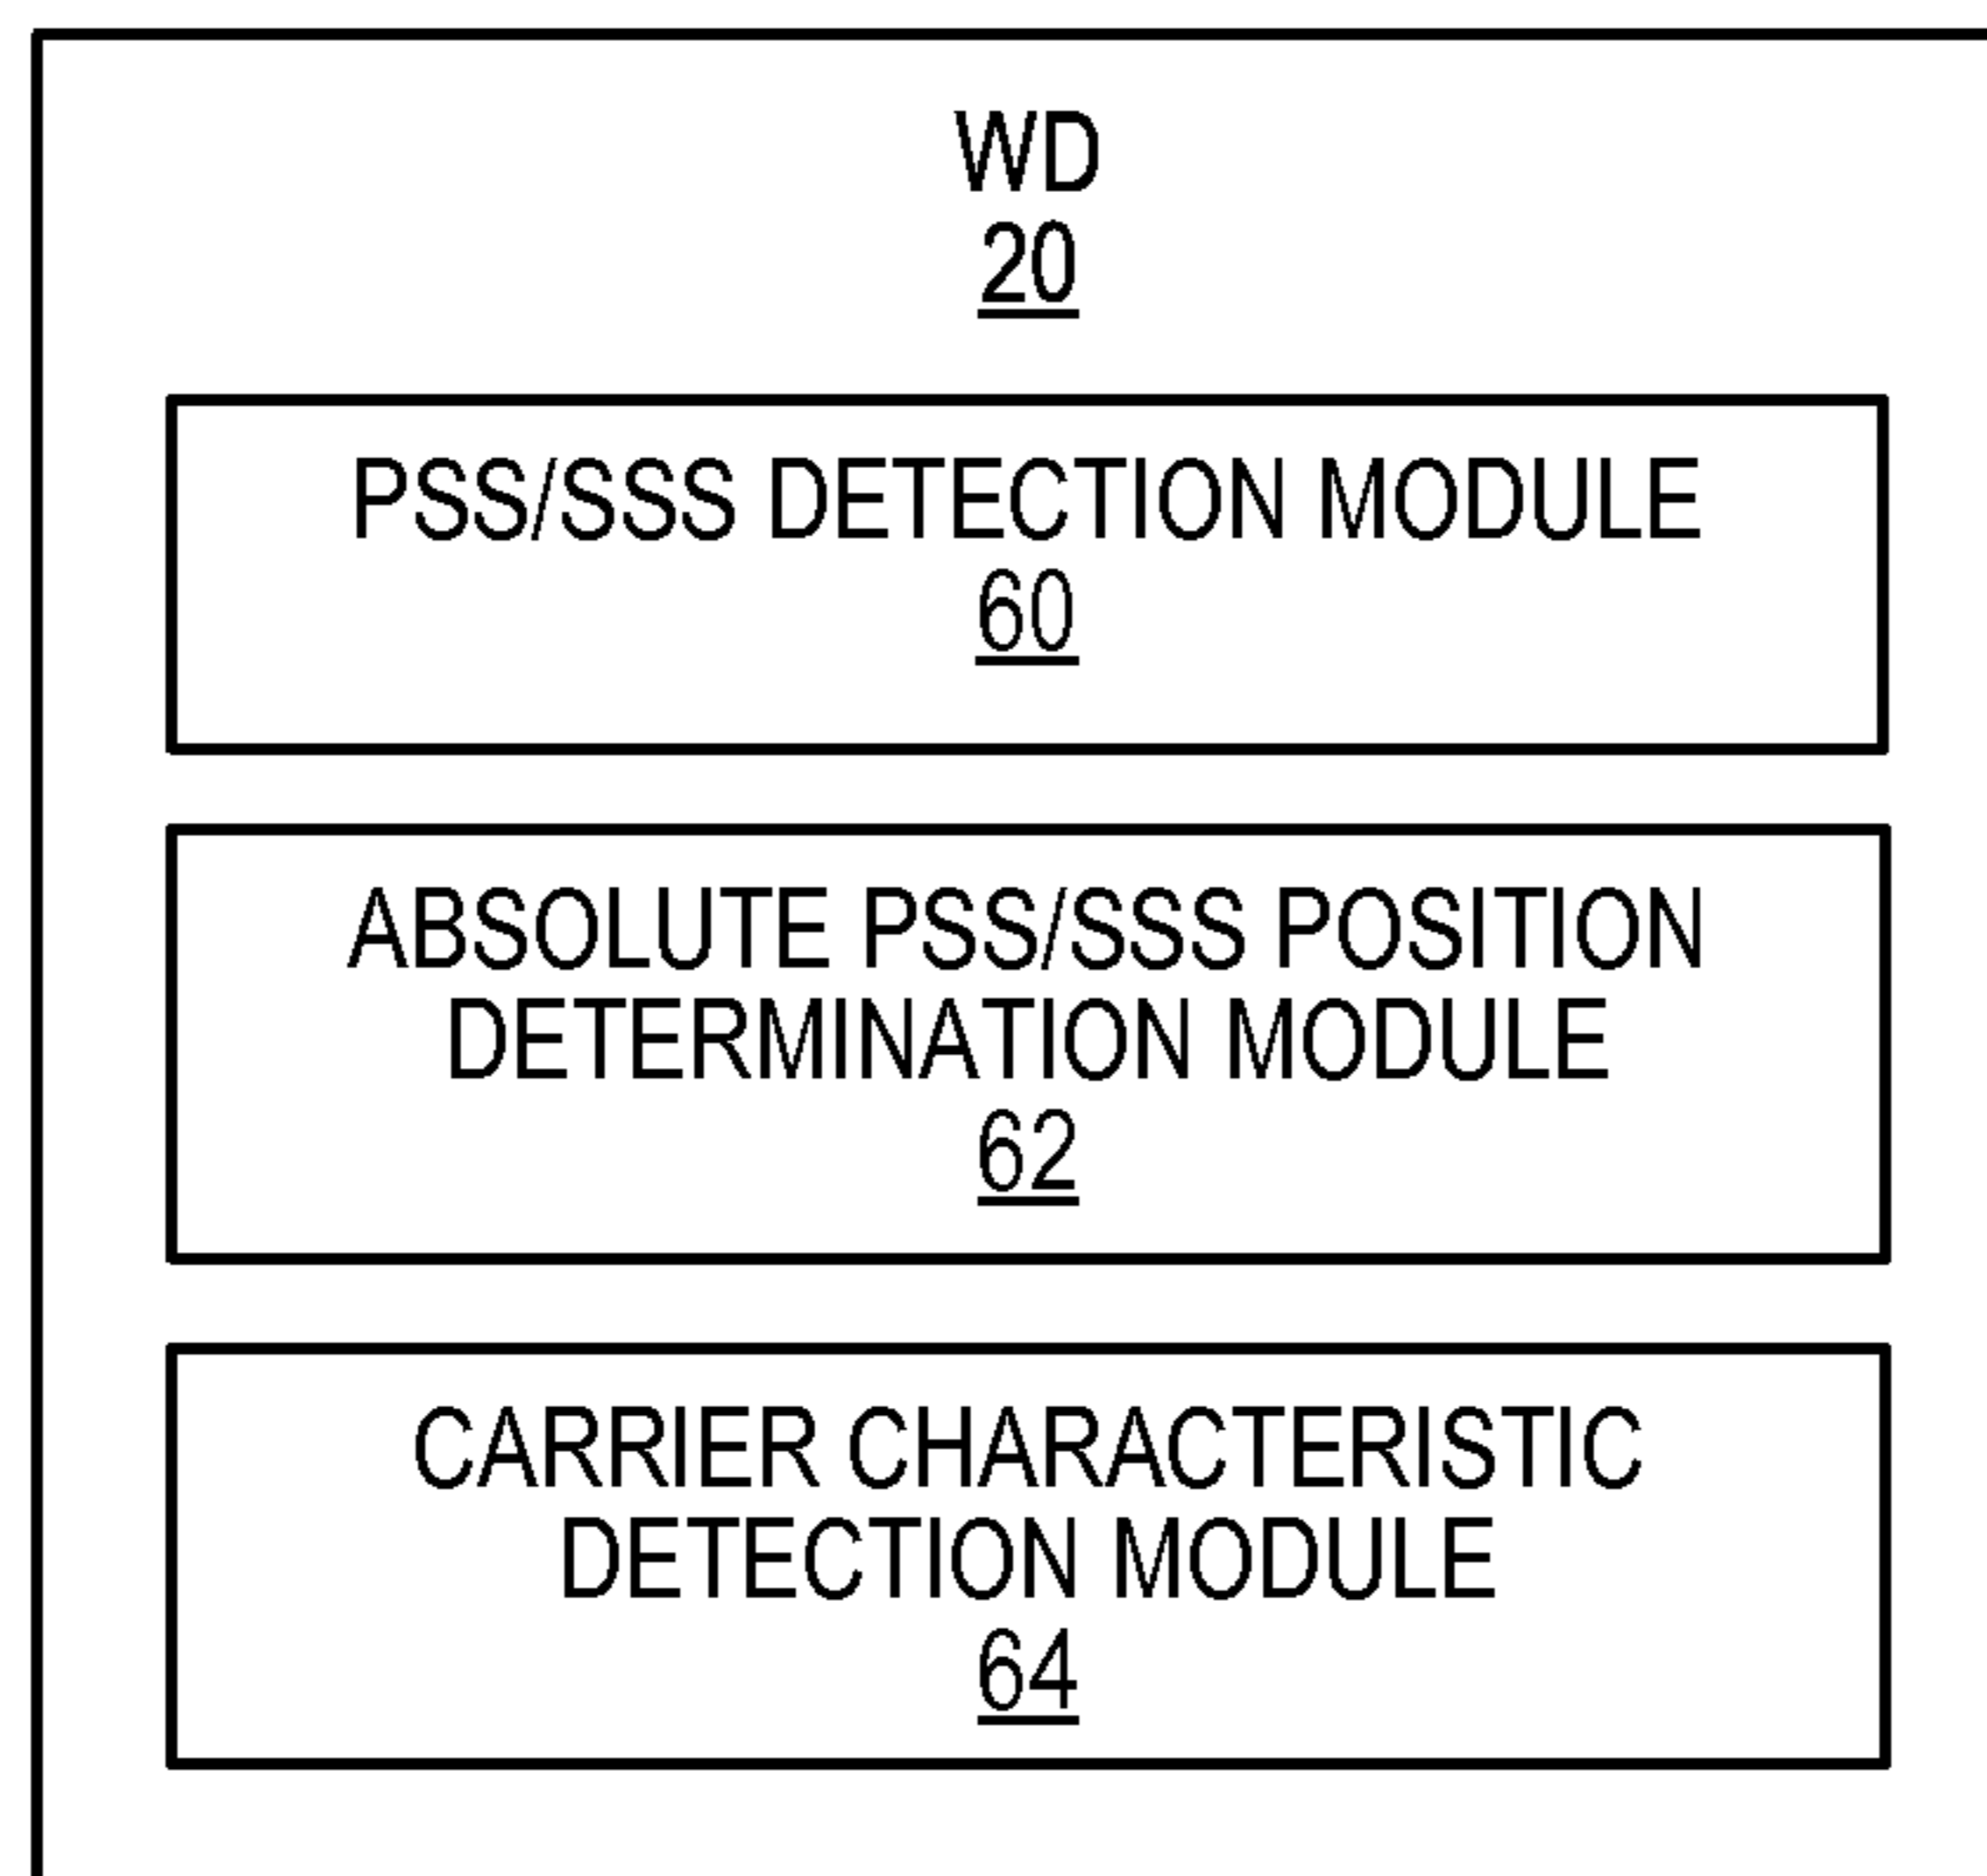 WD
20
PSS/SSS DETECTION MODULE
60
ABSOLUTE PSS/SSS POSITION
DETERMINATION MODULE
62
CARRIER CHARACTERISTIC
DETECTION MODULE
64